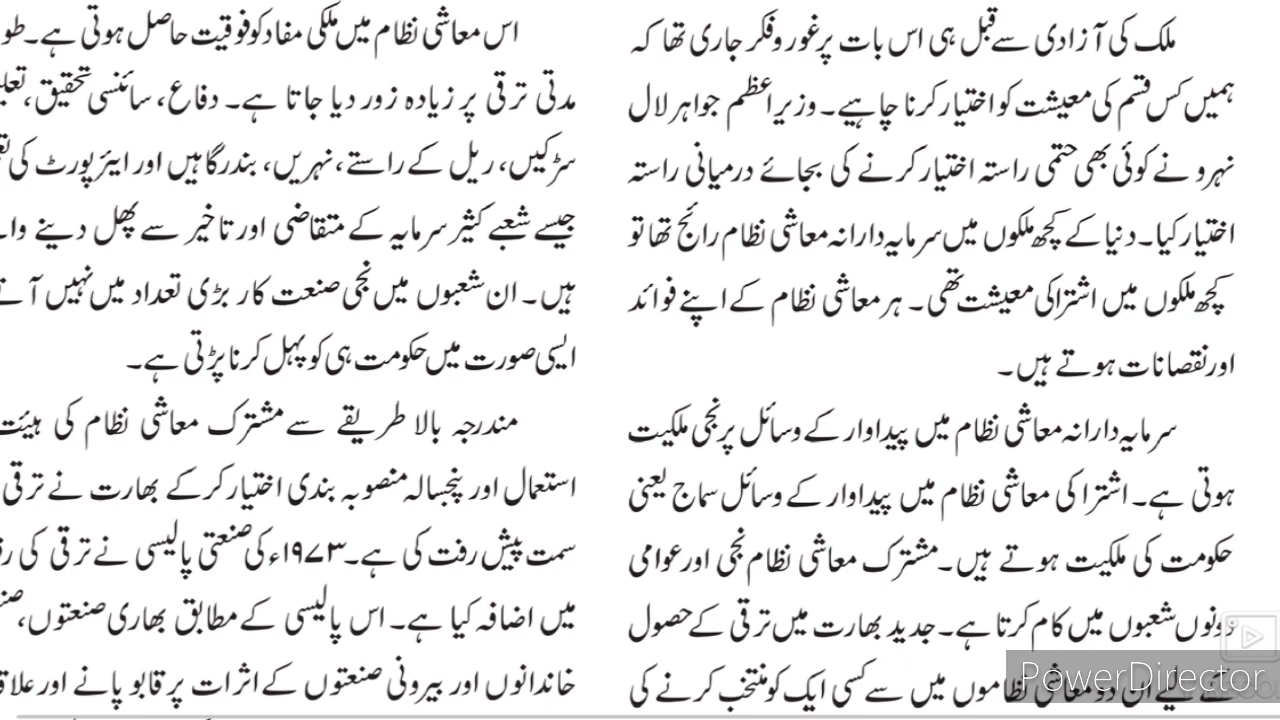 ملک کی آزادی سے قبل ہی اس بات پر غور و فکر جاری تھا کہ
ہمیں کس قسم کی معیشت کو اختیار کرنا چاہیے۔ وزیراعظم جواہر لال
نہرو نے کوئی بھی حتمی راستہ اختیار کرنے کی بجائے درمیانی راستہ
اختیار کیا۔ دنیا کے کچھ ملکوں میں سرمایہ دارانہ معاشی نظام رائج تھا تو
کچھ ملکوں میں اشتراکی معیشت تھی۔ ہر معاشی نظام کے اپنے فوائد
اور نقصانات ہوتے ہیں۔
سرمایہ دارانہ معاشی نظام میں پیداوار کے وسائل پر نجی ملکیت
ہوتی ہے۔ اشتراکی معاشی نظام میں پیداوار کے وسائل سماج یعنی
حکومت کی ملکیت ہوتے ہیں۔ مشترک معاشی نظام نجی اور عوامی
دونوں شعبوں میں کام کرتا ہے۔ جدید بھارت میں ترقی کے حصول
کے لیے ان دو معاشی نظاموں میں سے کسی ایک کو منتخب کرنے کی
اس معاشی نظام میں ملکی مفاد کو فوقیت حاصل ہوتی ہے۔
مدتی ترقی پر زیادہ زور دیا جاتا ہے۔ دفاع، سائنسی تحقیق،
سڑکیں، ریل کے راستے، نہریں، بندرگاہیں اور ایئرپورٹ کی
جیسے شعبے کثیر سرمایہ کے متقاضی اور تاخیر سے پھل دینے
ہیں۔ ان شعبوں میں نجی صنعت کار بڑی تعداد میں نہیں آتے
ایسی صورت میں حکومت ہی کو پہل کرنا پڑتی ہے۔
مندرجہ بالا طریقے سے مشترک معاشی نظام کی ہیئت
استعمال اور پنجسالہ منصوبہ بندی اختیار کرکے بھارت نے ترقی
سمت پیش رفت کی ہے۔ ۱۹۷۳ء کی صنعتی پالیسی نے ترقی کی
میں اضافہ کیا ہے۔ اس پالیسی کے مطابق بھاری صنعتوں،
خاندانوں اور بیرونی صنعتوں کے اثرات پر قابو پانے اور
PowerDirector